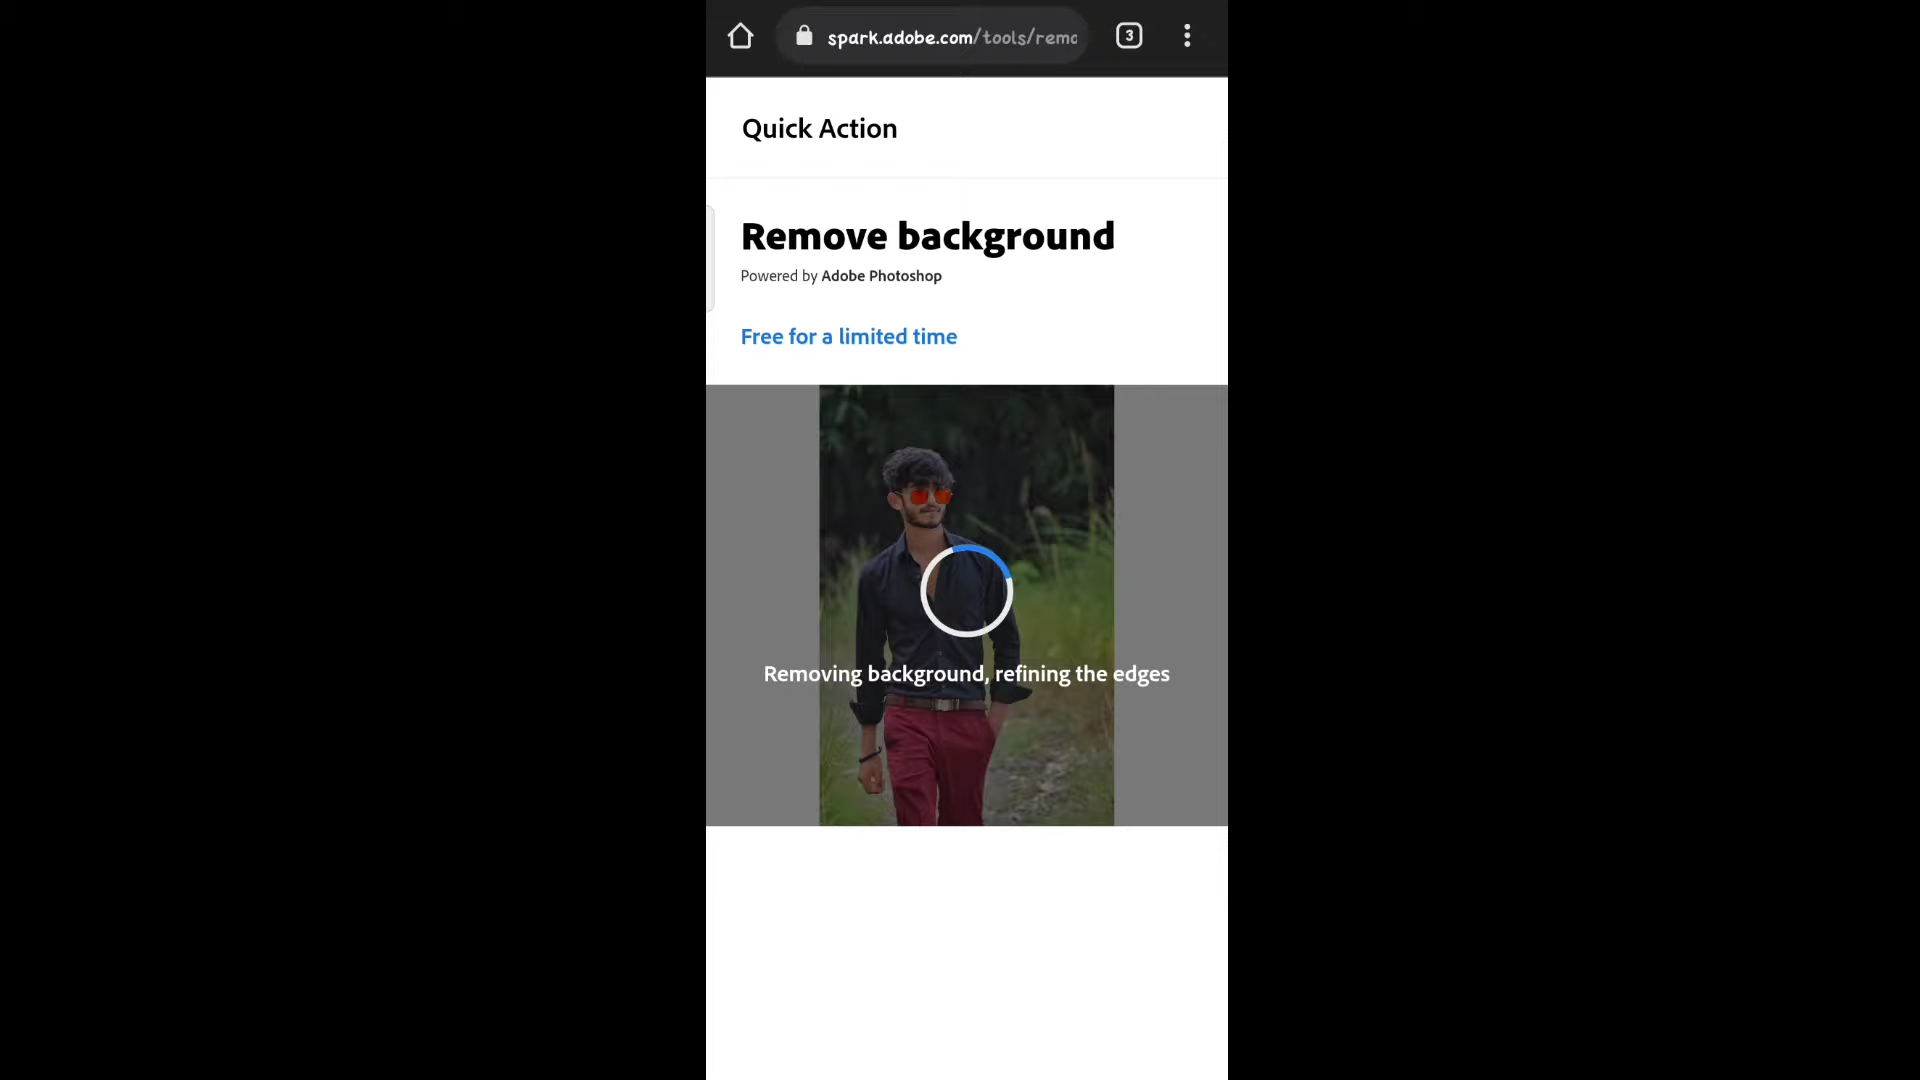 spark.adobe.com/tools/remo
3
Quick Action
Remove background
Powered by Adobe Photoshop
Free for a limited time
Removing background, refining the edges